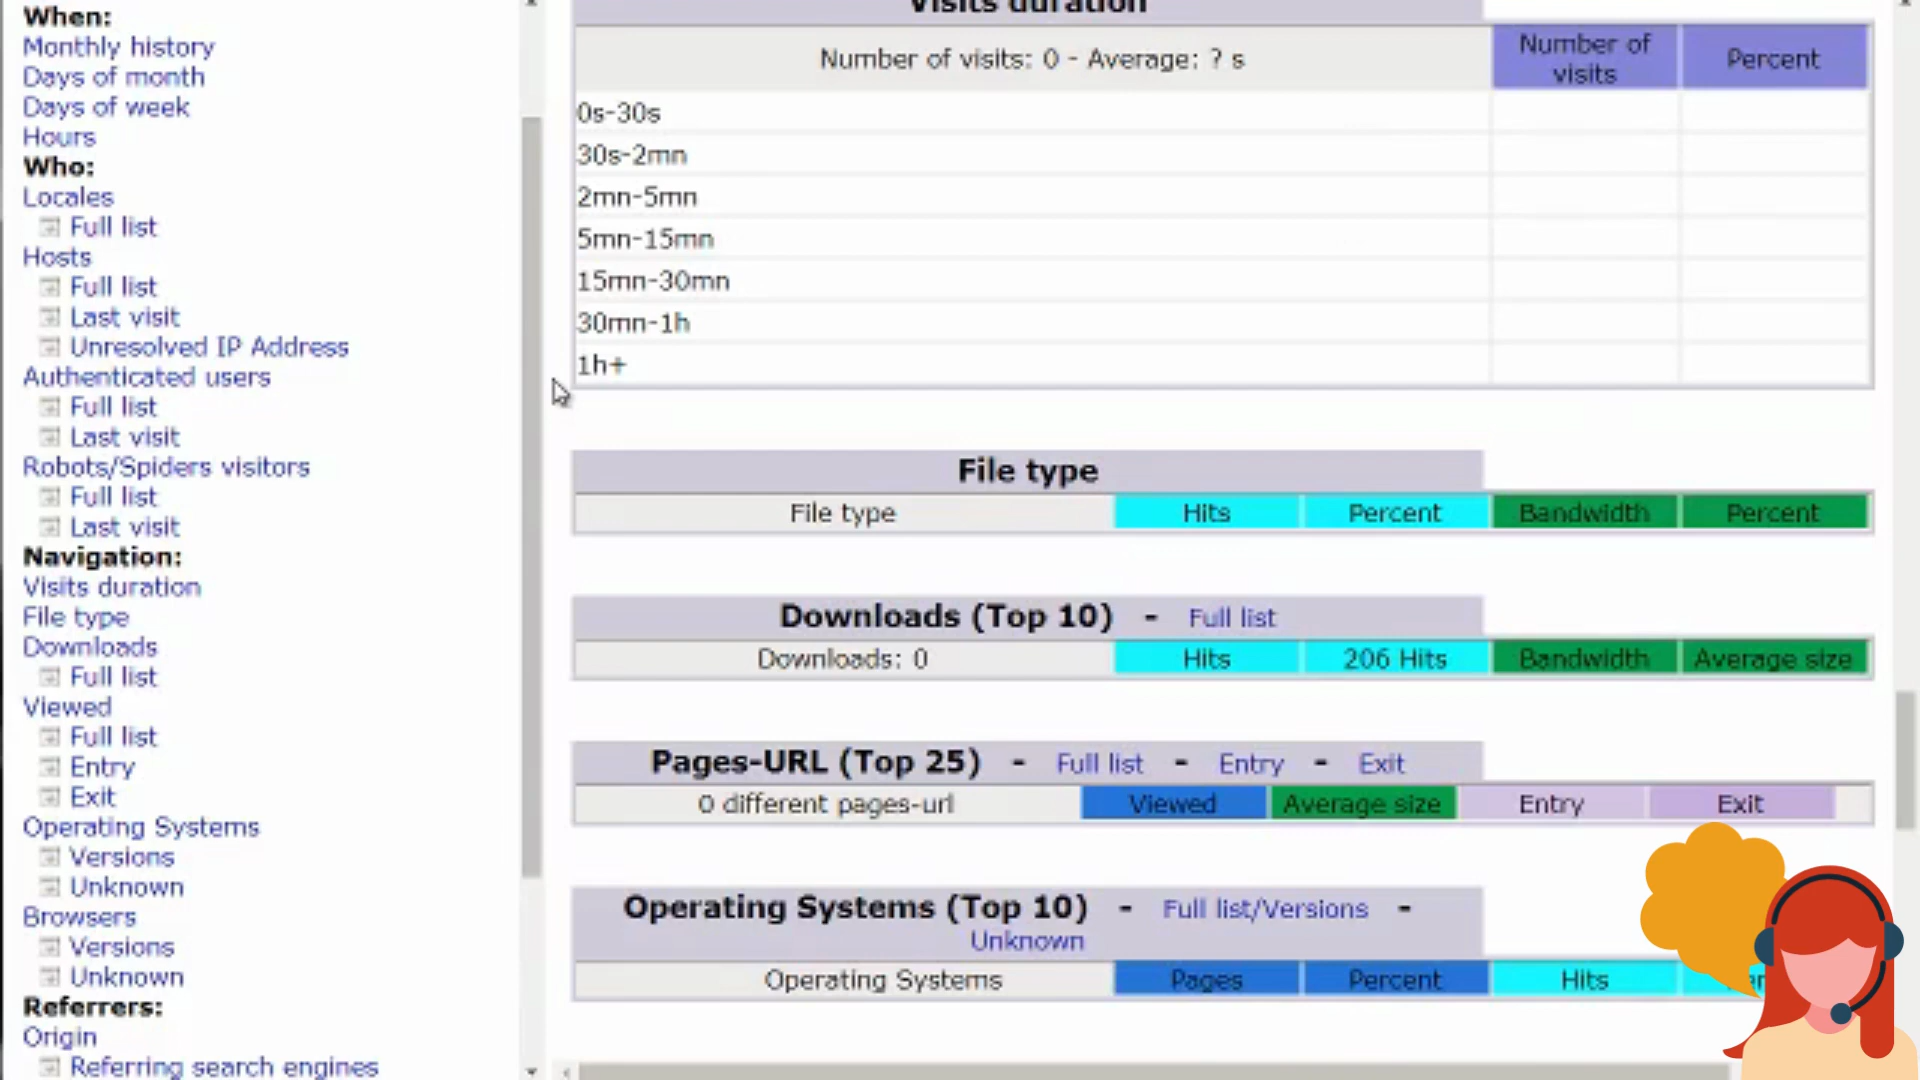 When:
Monthly history
Days of month
Days of week
Hours
Who:
Locales
Full list
Hosts
Full list
Last visit
Unresolved IP Address
Authenticated users
Full list
Last visit
Robots/Spiders visitors
Full list
Last visit
Navigation:
Visits duration
File type
Downloads
Full list
Viewed
Full list
Entry
Exit
Operating Systems
Versions
Unknown
Browsers
Versions
Unknown
Referrers:
Origin
Referring search engines
Visits duration
Number of visits: 0 - Average: ? s Number of visits Percent
0s-30s
30s-2mn
2mn-5mn
5mn-15mn
15mn-30mn
30mn-1h
1h+
File type
File type Hits Percent Bandwidth Percent
Downloads (Top 10) - Full list
Downloads: 0 Hits 206 Hits Bandwidth Average size
Pages-URL (Top 25) - Full list - Entry - Exit
0 different pages-url Viewed Average size Entry Exit
Operating Systems (Top 10) - Full list/Versions -
Unknown
Operating Systems Pages Percent Hits